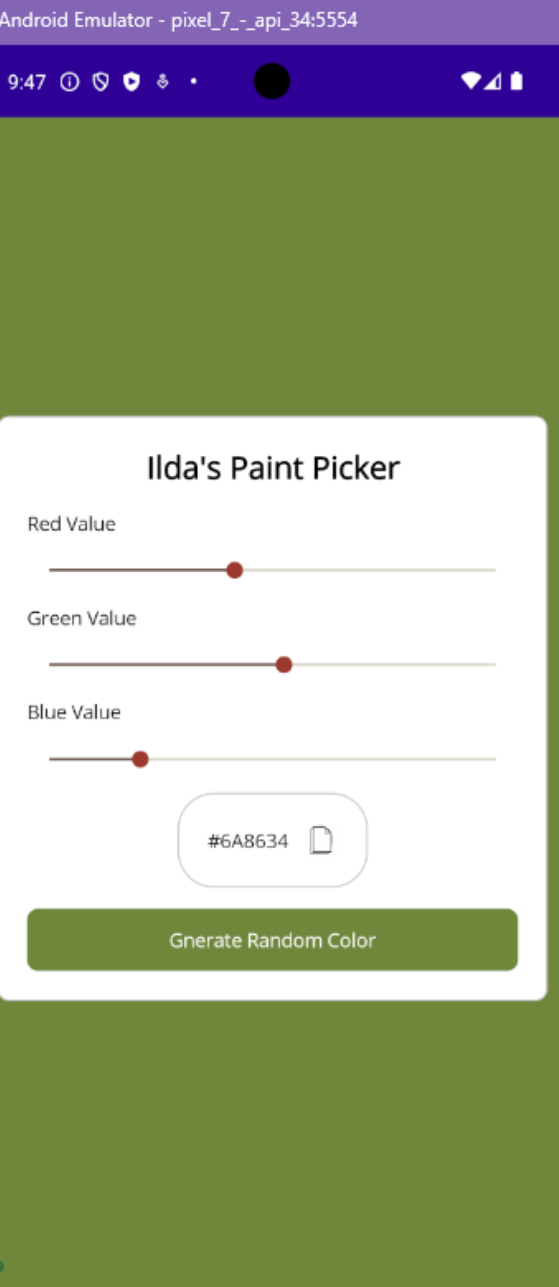 Android Emulator - pixel_7_-_api_34:5554
9:47
Ilda's Paint Picker
Red Value
Green Value
Blue Value
#6A8634
Gnerate Random Color